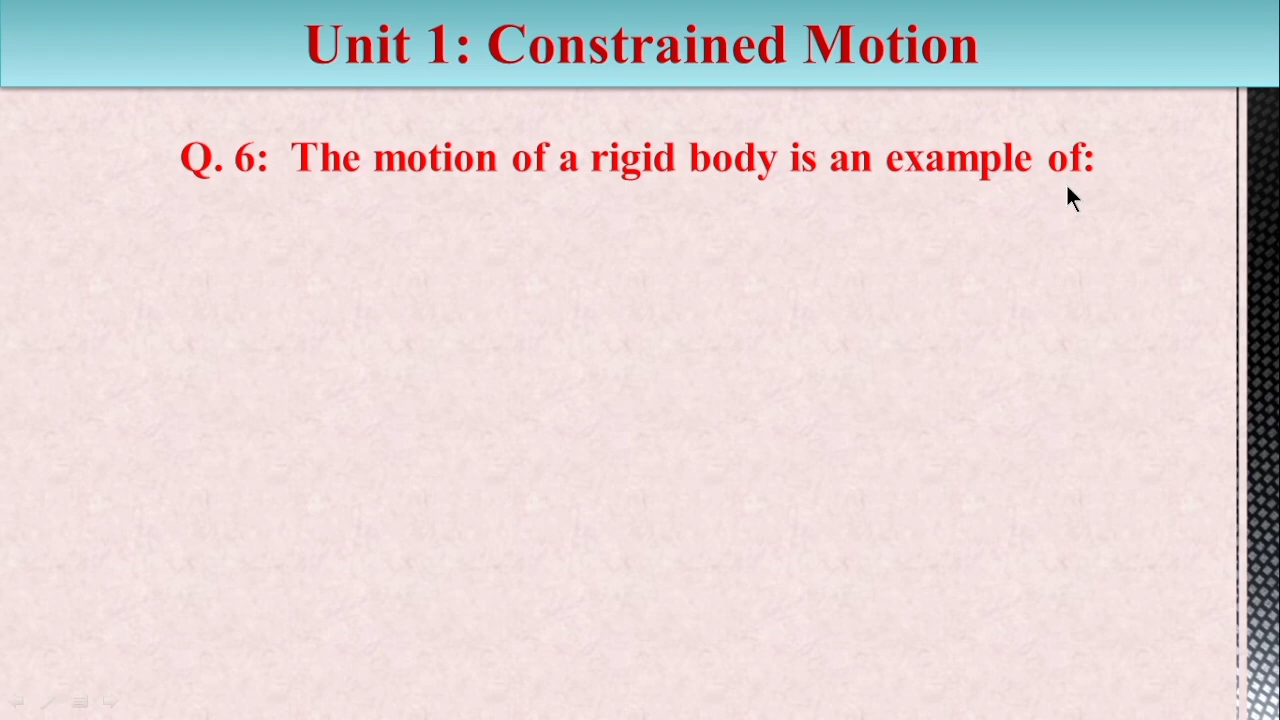 Unit 1: Constrained Motion
Q. 6: The motion of a rigid body is an example of: